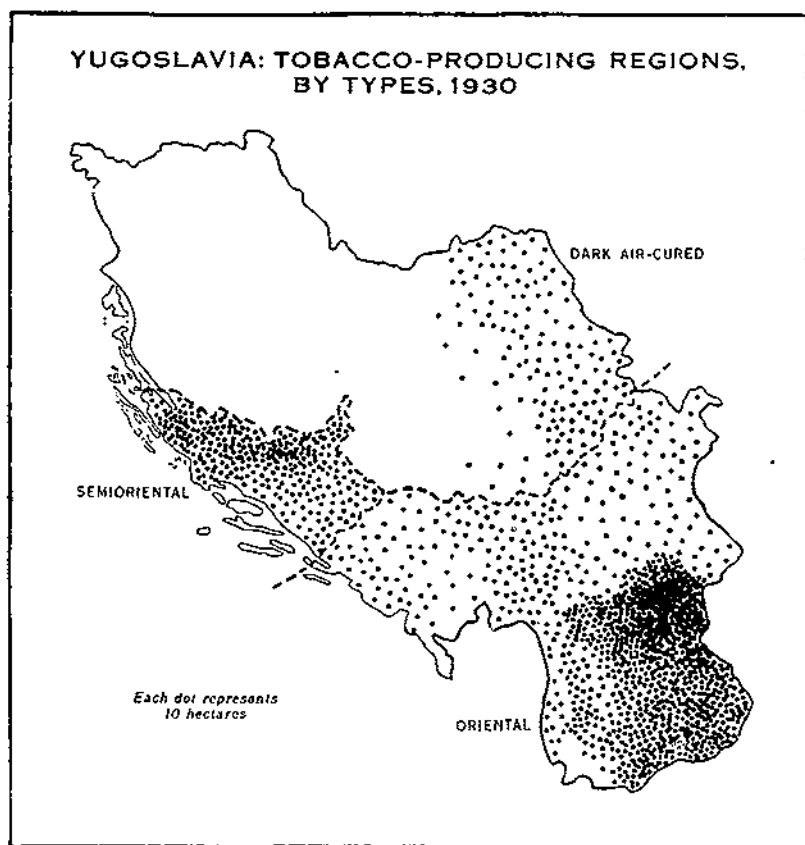 YUGOSLAVIA: TOBACCO-PRODUCING REGIONS,
BY TYPES, 1930
DARK AIR-CURED
SEMIORIENTAL
Each dot represents
10 hectares
ORIENTAL